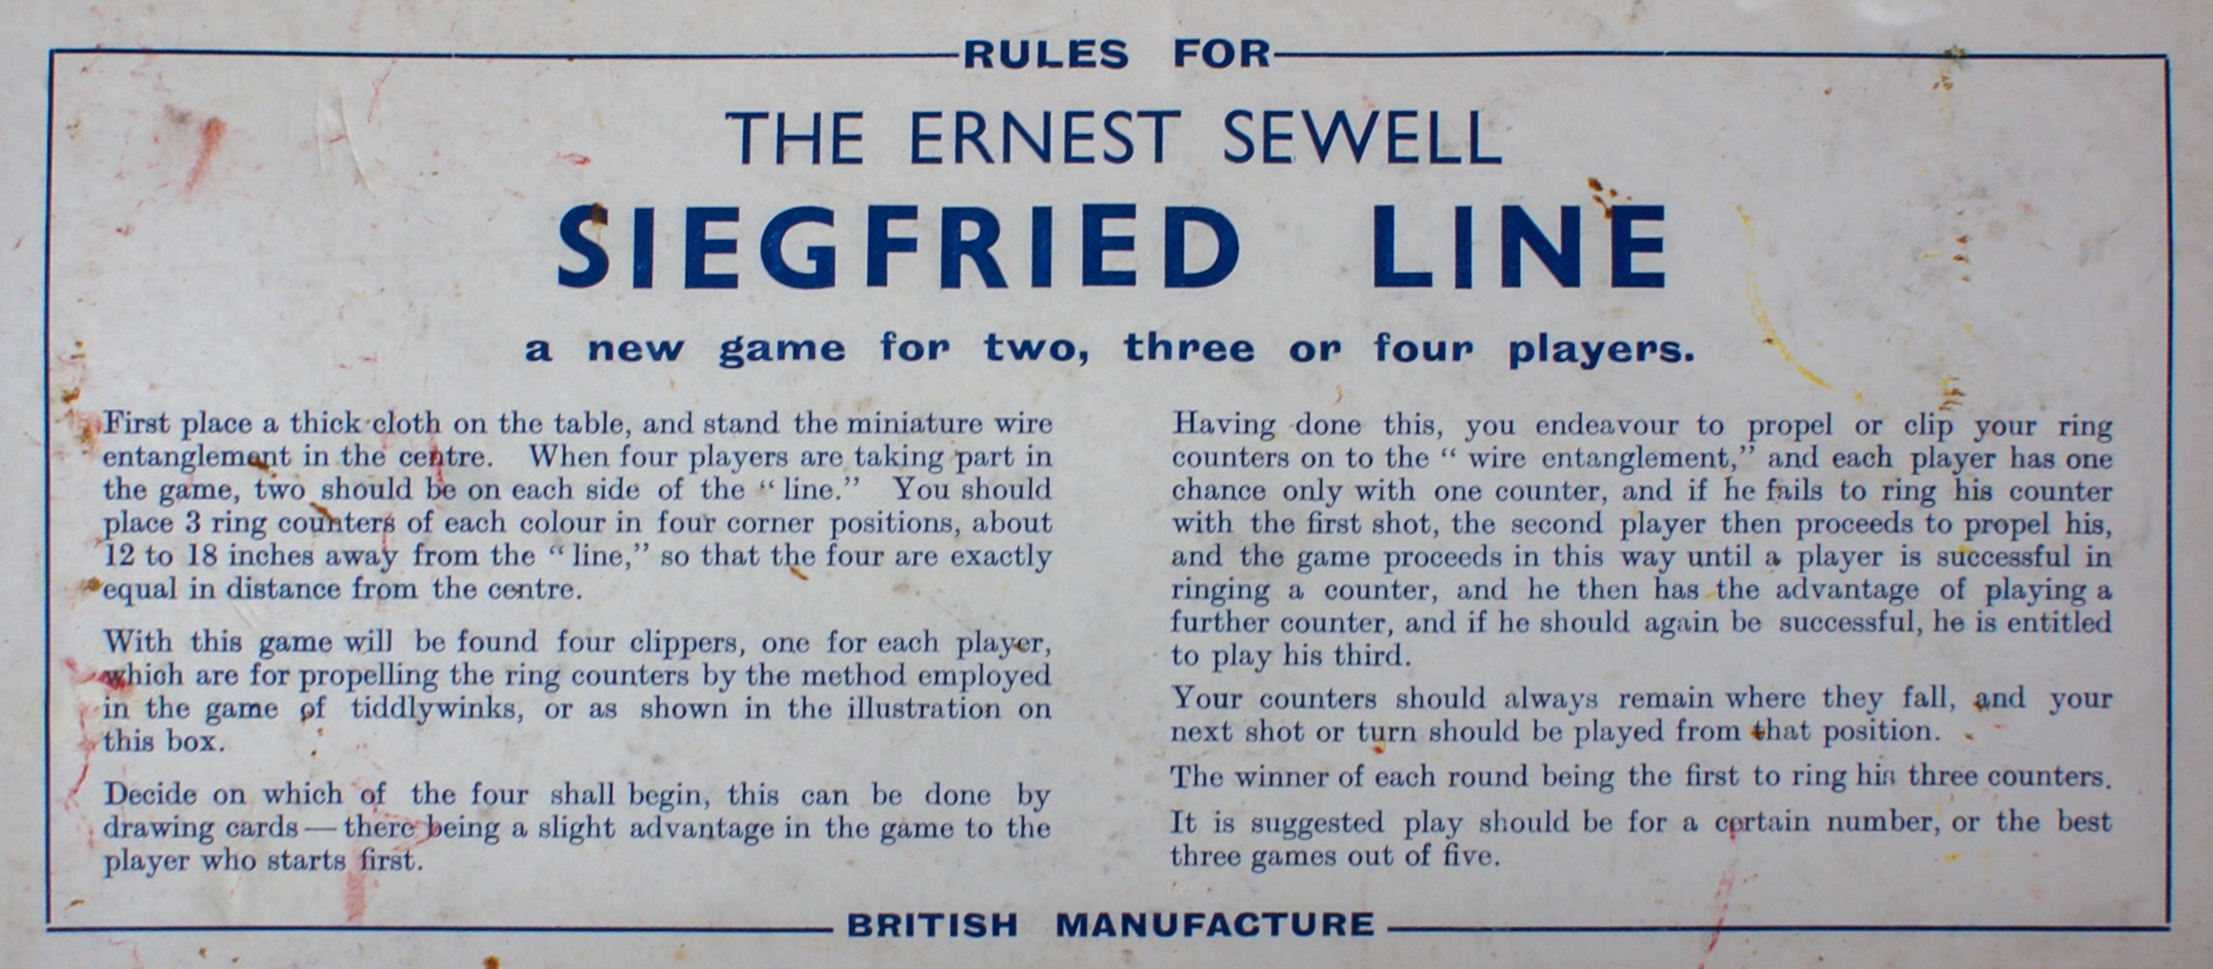 RULES FOR
THE ERNEST SEWELL
SIEGFRIED LINE
a new game for two, three or four players.
First place a thick cloth on the table, and stand the miniature wire
entanglement in the centre. When four players are taking part in
the game, two should be on each side of the “ line.” You should
place 3 ring counters of each colour in four corner positions, about
12 to 18 inches away from the “ line,” so that the four are exactly
equal in distance from the centre.
With this game will be found four clippers, one for each player,
which are for propelling the ring counters by the method employed
in the game of tiddlywinks, or as shown in the illustration on
this box.
Decide on which of the four shall begin, this can be done by
drawing cards — there being a slight advantage in the game to the
player who starts first.
Having done this, you endeavour to propel or clip your ring
counters on to the “ wire entanglement,” and each player has one
chance only with one counter, and if he fails to ring his counter
with the first shot, the second player then proceeds to propel his,
and the game proceeds in this way until a player is successful in
ringing a counter, and he then has the advantage of playing a
further counter, and if he should again be successful, he is entitled
to play his third.
Your counters should always remain where they fall, and your
next shot or turn should be played from that position.
The winner of each round being the first to ring his three counters.
It is suggested play should be for a certain number, or the best
three games out of five.
BRITISH MANUFACTURE